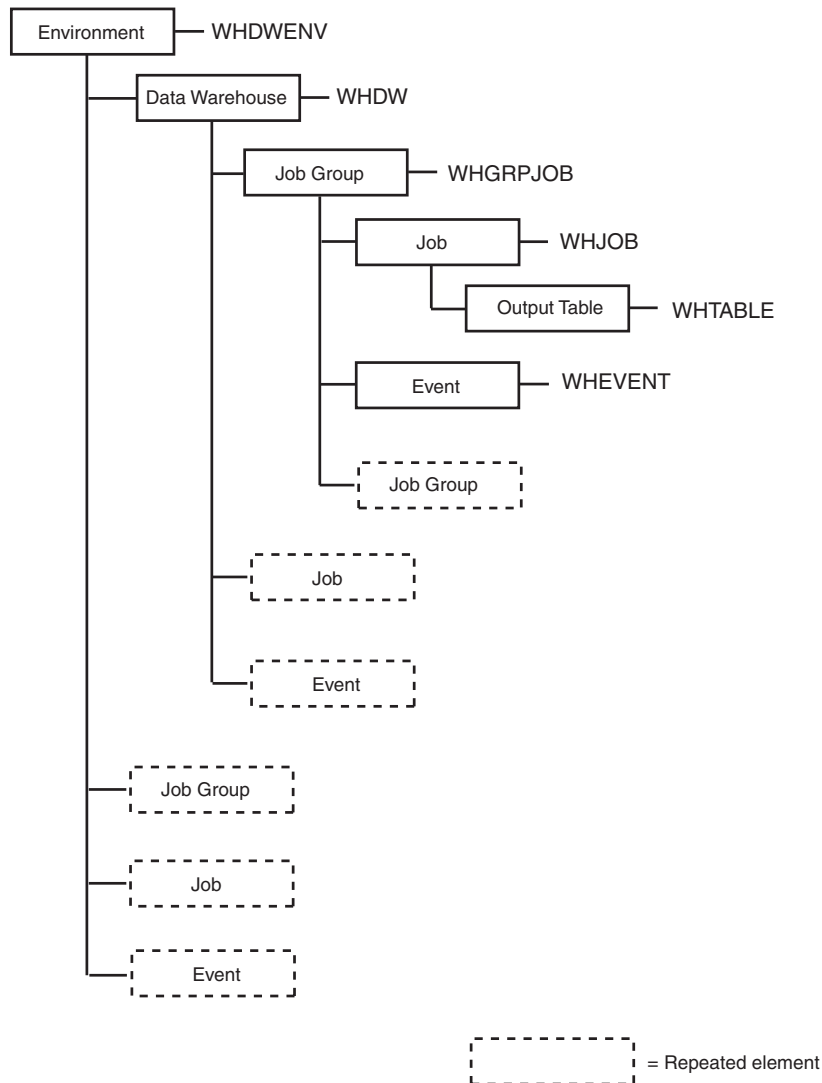 Environment WHDWENV
Data Warehouse WHDW
Job Group WHGRPJOB
Job WHJOB
Output Table WHTABLE
Event WHEVENT
Job Group
Job
Event
Job Group
Job
Event
= Repeated element